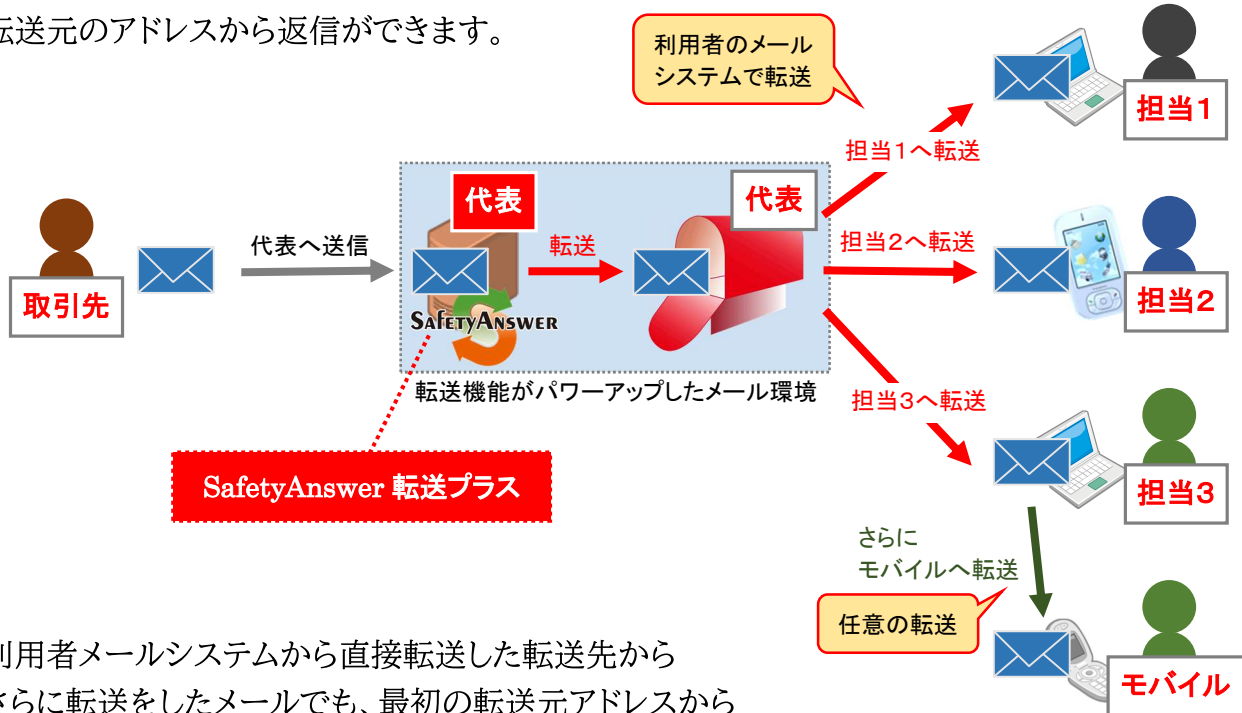 転送元のアドレスから返信ができます。
利用者のメール
システムで転送
担当1
担当1へ転送
代表
代表
代表へ送信
転送
担当2へ転送
取引先
担当2
SAFETYANSWER
転送機能がパワーアップしたメール環境
担当3へ転送
SafetyAnswer 転送プラス
担当3
さらに
モバイルへ転送
任意の転送
利用者メールシステムから直接転送した転送先から
さらに転送をしたメールでも、最初の転送元アドレスから
モバイル